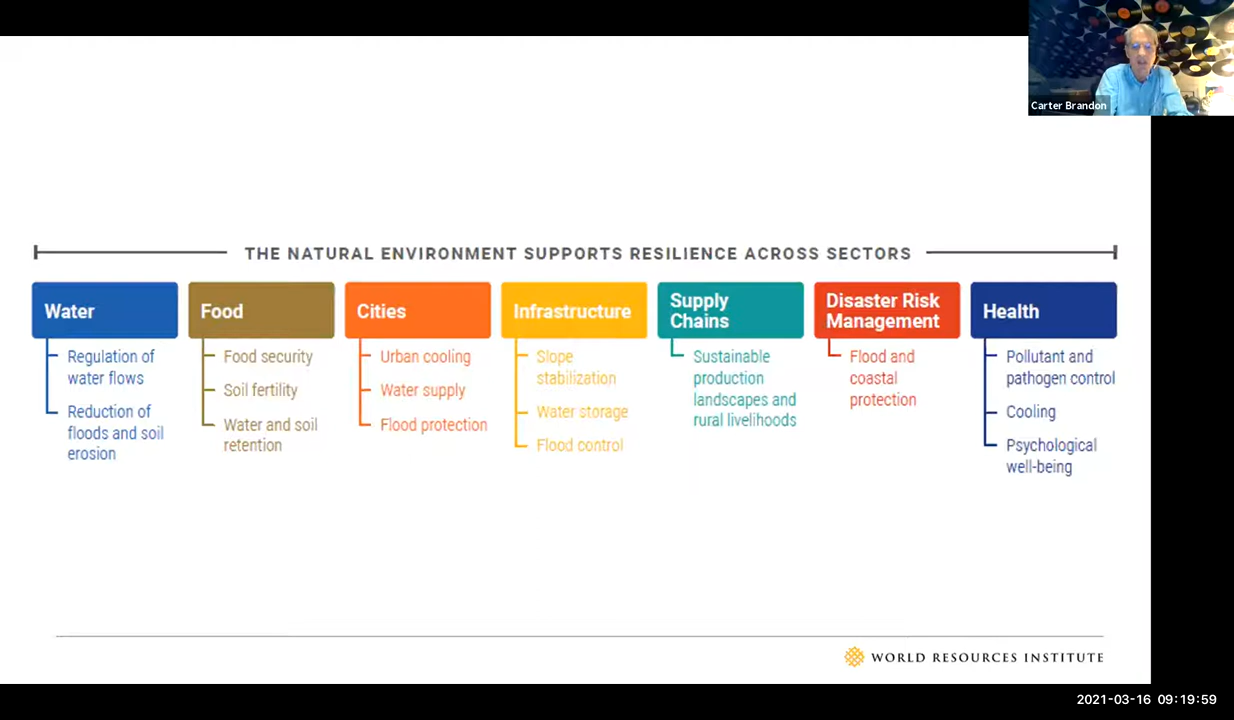 Carter Brandon
THE NATURAL ENVIRONMENT SUPPORTS RESILIENCE ACROSS SECTORS
Water
Regulation of
water flows
Reduction of
floods and soil
erosion
Food
Food security
Soil fertility
Water and soil
retention
Cities
Urban cooling
Water supply
Flood protection
Infrastructure
Slope
stabilization
Water storage
Flood control
Supply
Chains
Sustainable
production
landscapes and
rural livelihoods
Disaster Risk
Management
Flood and
coastal
protection
Health
Pollutant and
pathogen control
Cooling
Psychological
well-being
WORLD RESOURCES INSTITUTE
2021-03-16 09:19:59